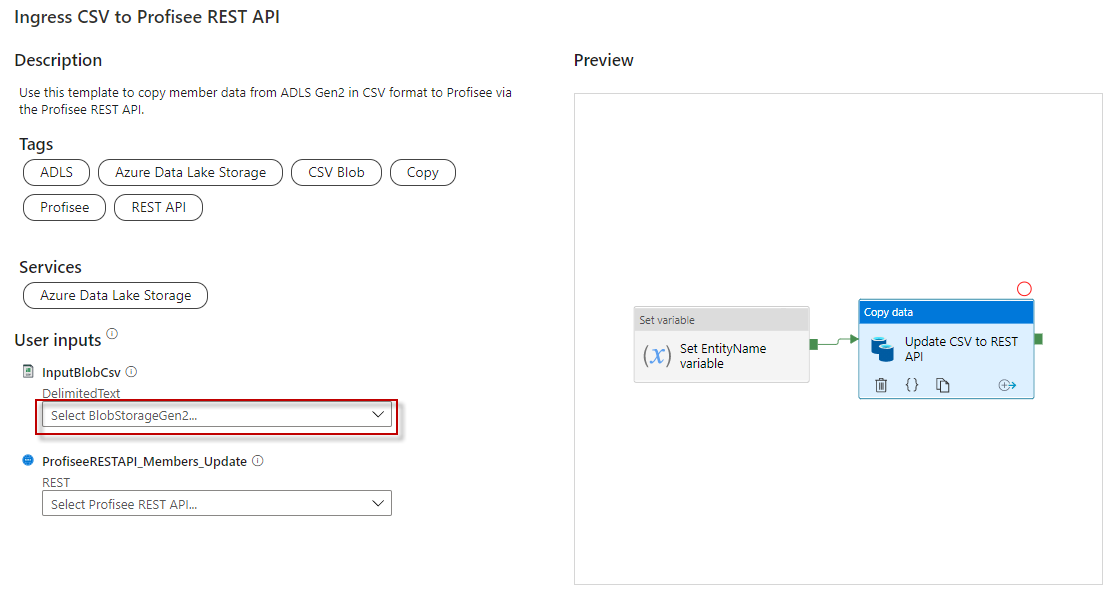 Ingress CSV to Profisee REST API
Description
Use this template to copy member data from ADLS Gen2 in CSV format to Profisee via
the Profisee REST API.
Tags
ADLS
Azure Data Lake Storage
CSV Blob
Copy
Profisee
REST API
Services
Azure Data Lake Storage
User inputs
InputBlobCsv
DelimitedText
Select BlobStorageGen2...
ProfiseeRESTAPI_Members_Update
REST
Select Profisee REST API...
Preview
Set variable
(x)
Set EntityName
variable
Copy data
Update CSV to REST
API
{}